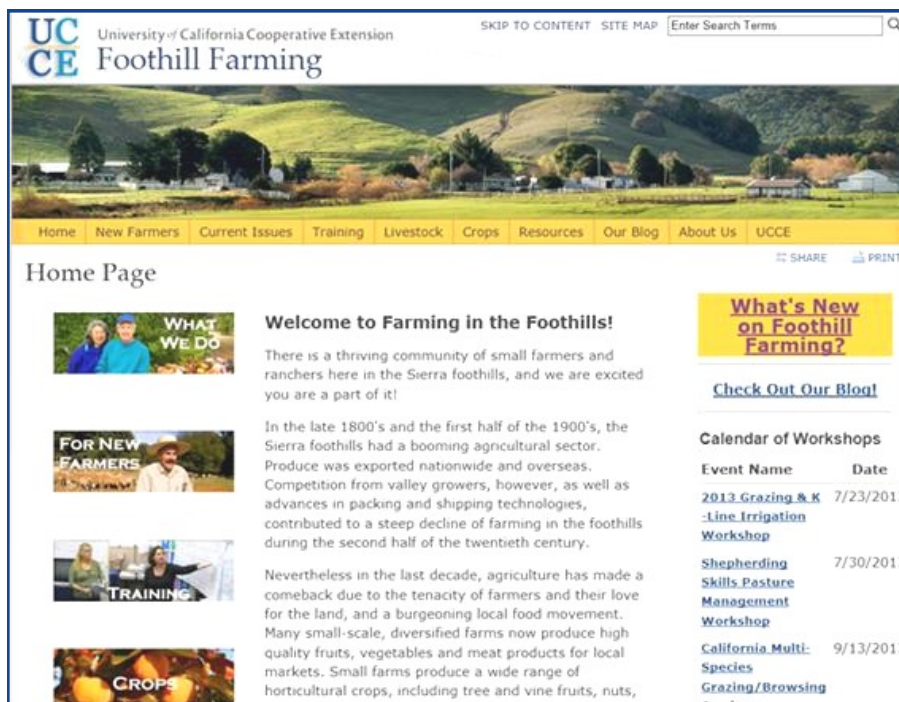 UC
CE
University of California Cooperative Extension
Foothill Farming
SKIP TO CONTENT SITE MAP Enter Search Terms
Home New Farmers Current Issues Training Livestock Crops Resources Our Blog About Us UCCE
SHARE PRINT
Home Page
WHAT
WE DO
FOR NEW
FARMERS
TRAINING
CROPS
Welcome to Farming in the Foothills!
There is a thriving community of small farmers and
ranchers here in the Sierra foothills, and we are excited
you are a part of it!
In the late 1800's and the first half of the 1900's, the
Sierra foothills had a booming agricultural sector.
Produce was exported nationwide and overseas.
Competition from valley growers, however, as well as
advances in packing and shipping technologies,
contributed to a steep decline of farming in the foothills
during the second half of the twentieth century.
Nevertheless in the last decade, agriculture has made a
comeback due to the tenacity of farmers and their love
for the land, and a burgeoning local food movement.
Many small-scale, diversified farms now produce high
quality fruits, vegetables and meat products for local
markets. Small farms produce a wide range of
horticultural crops, including tree and vine fruits, nuts,
What's New
on Foothill
Farming?
Check Out Our Blog!
Calendar of Workshops
Event Name Date
2013 Grazing & K 7/23/201
-Line Irrigation
Workshop
Shepherding 7/30/201
Skills Pasture
Management
Workshop
California Multi- 9/13/201
Species
Grazing/Browsing